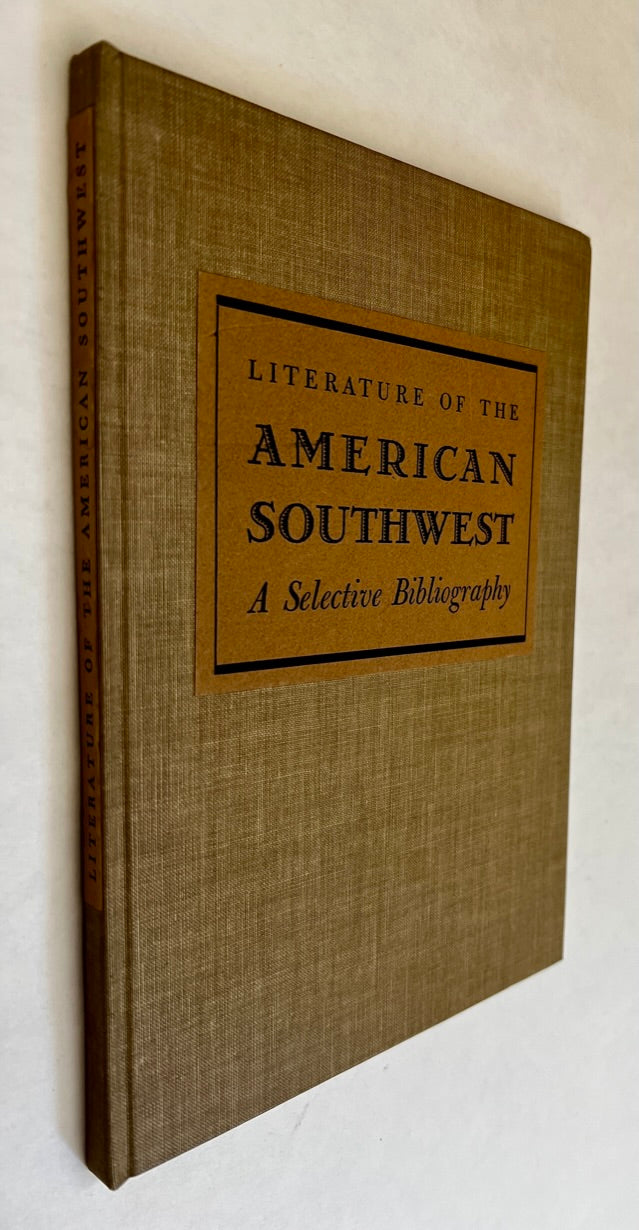 LITERATURE OF THE AMERICAN SOUTHWEST
LITERATURE OF THE
AMERICAN
SOUTHWEST
A Selective Bibliography